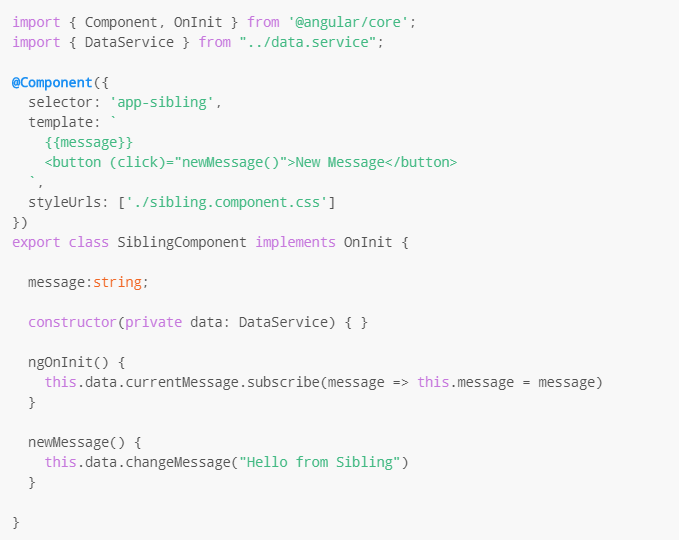 import { Component, OnInit } from '@angular/core';
import { DataService } from "../data.service";

@Component({
  selector: 'app-sibling',
  template: `
    {{message}}
    <button (click)="newMessage()">New Message</button>
  `,
  styleUrls: ['./sibling.component.css']
})
export class SiblingComponent implements OnInit {

  message:string;

  constructor(private data: DataService) { }

  ngOnInit() {
    this.data.currentMessage.subscribe(message => this.message = message)
  }

  newMessage() {
    this.data.changeMessage("Hello from Sibling")
  }

}